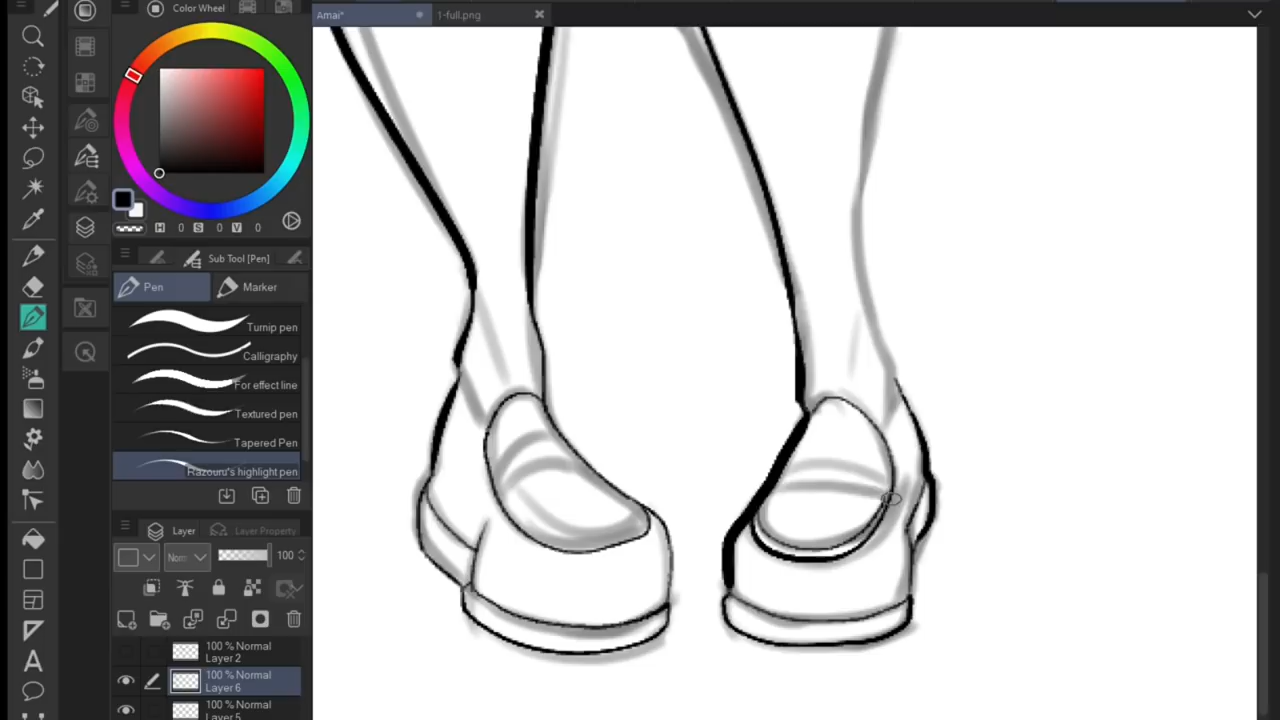 Color Wheel
Amai*
1-full.png
H 0 S 0 V 0
Sub Tool [Pen]
Pen
Marker
Turnip pen
Calligraphy
For effect line
Textured pen
Tapered Pen
Razouru's highlight pen
Layer
Layer Property
Norm
100
100 % Normal
Layer 2
100 % Normal
Layer 6
100 % Normal
Layer 5